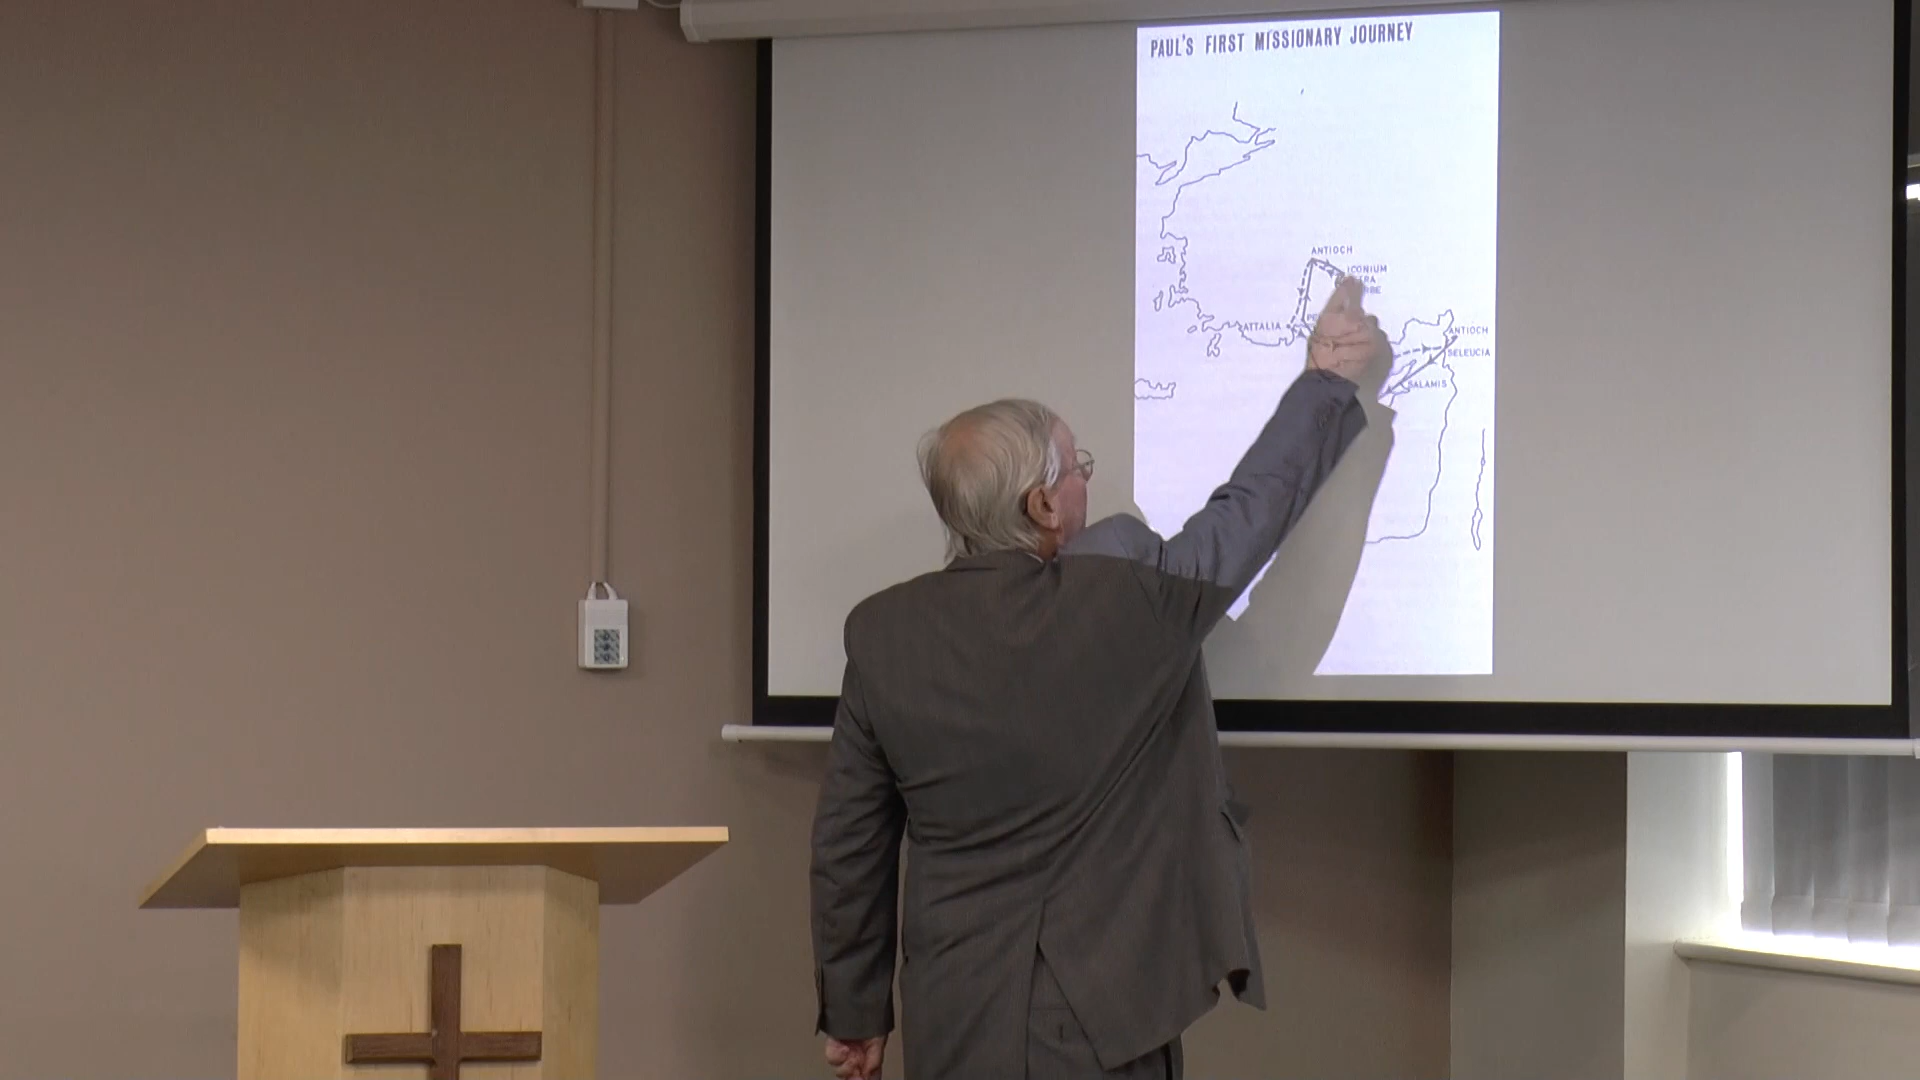 PAUL'S FIRST MISSIONARY JOURNEY
ANTIOCH
ICONIUM
ATTALIA
ANTIOCH
SELEUCIA
SALAMIS